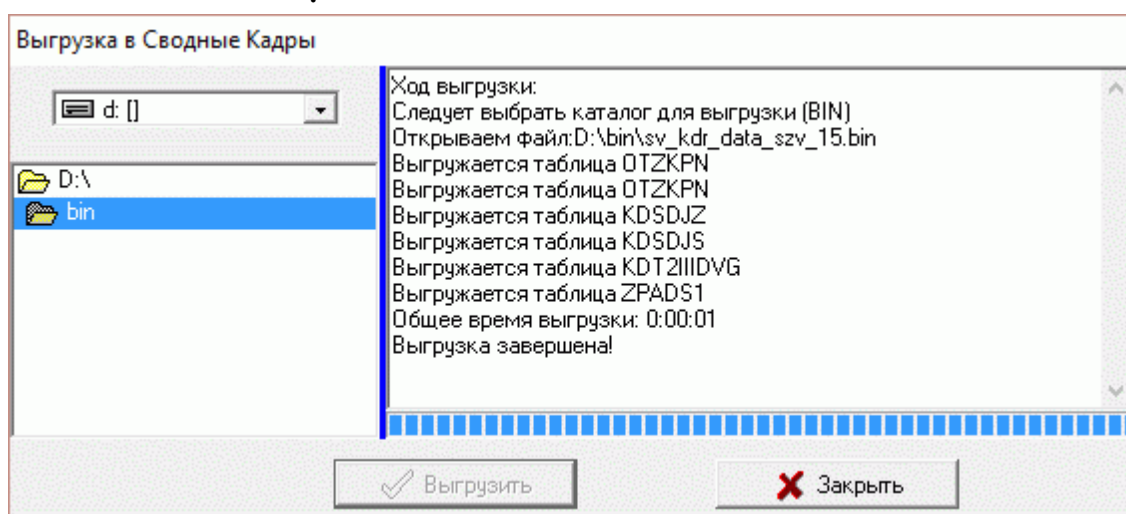 Выгрузка в Сводные Кадры
d: []
D:\
bin
Ход выгрузки:
Следует выбрать каталог для выгрузки (BIN)
Открываем файл:D:\bin\sv_kdr_data_szv_15.bin
Выгружается таблица OTZKPN
Выгружается таблица OTZKPN
Выгружается таблица KDSDJZ
Выгружается таблица KDSDJS
Выгружается таблица KDT2IIIDVG
Выгружается таблица ZPADS1
Общее время выгрузки: 0:00:01
Выгрузка завершена!
Выгрузить
Закрыть